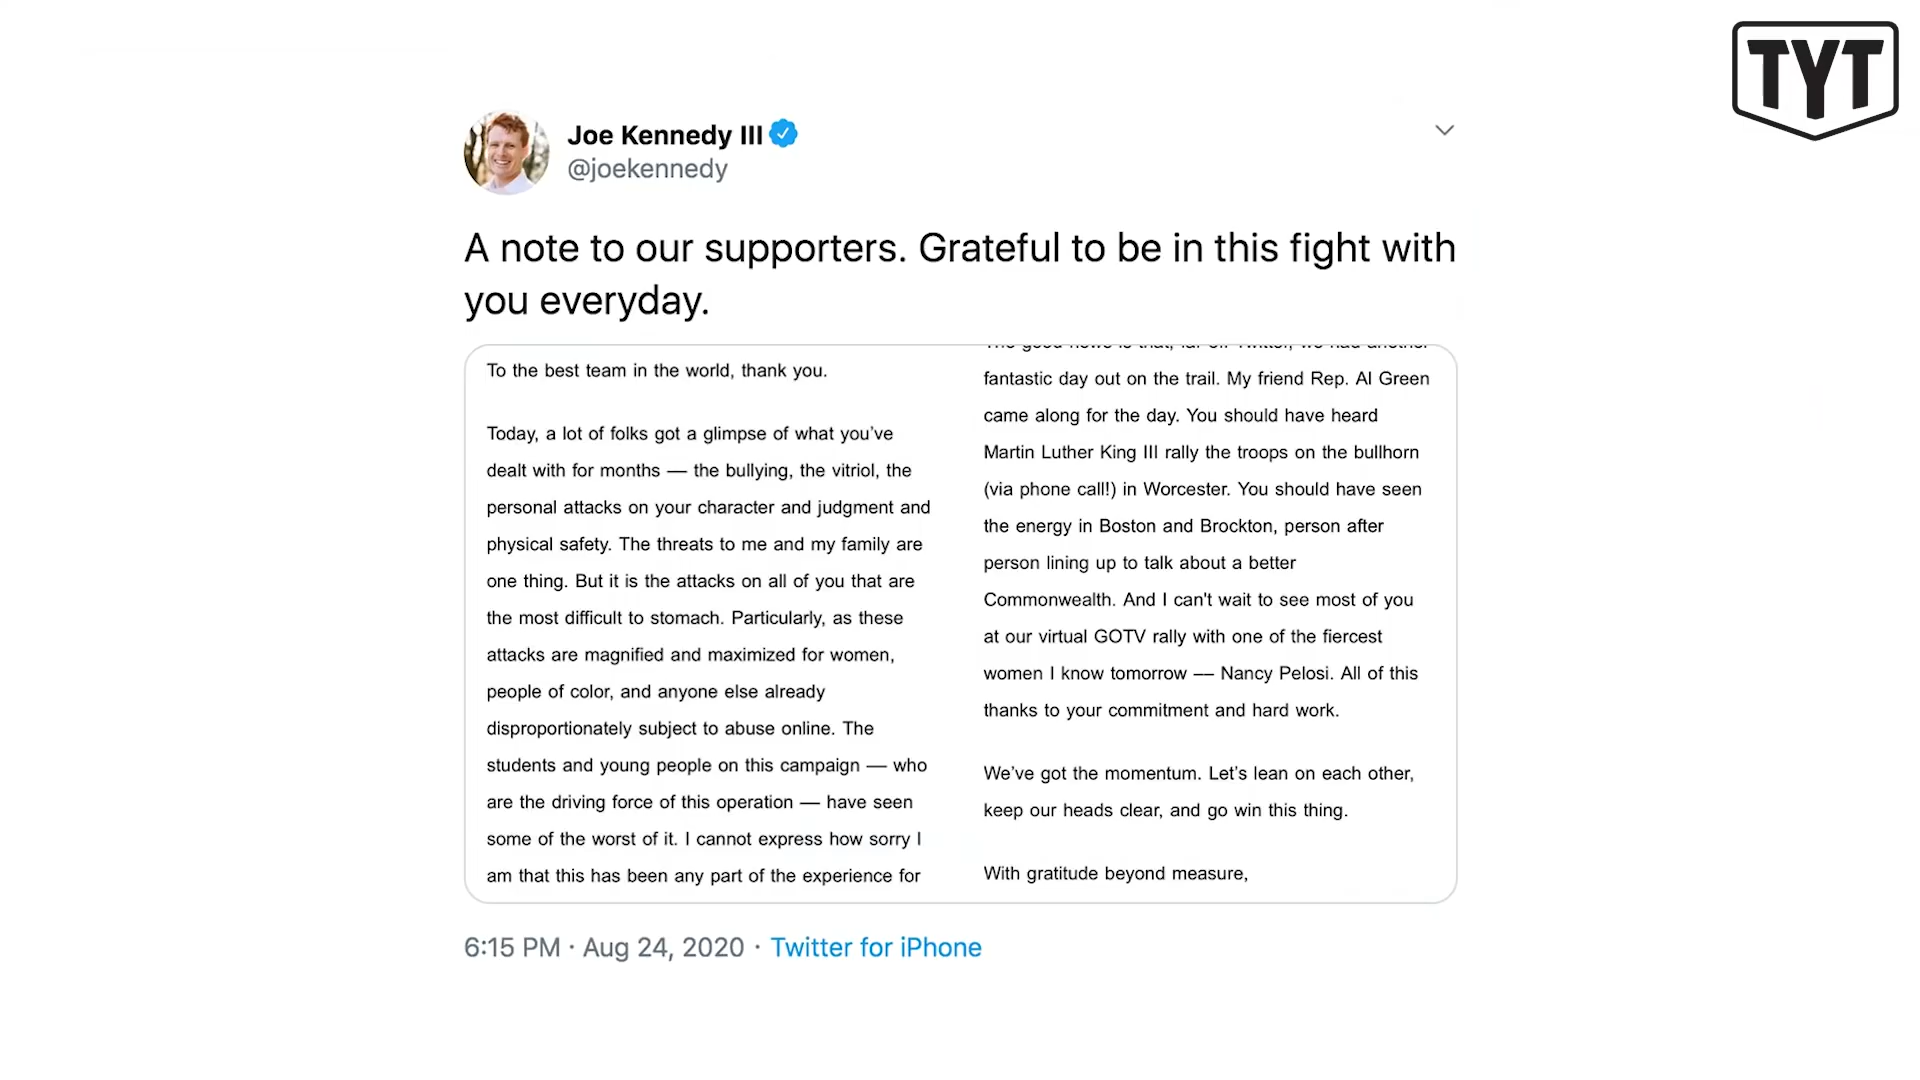 TYT
Joe Kennedy III
@joekennedy
A note to our supporters. Grateful to be in this fight with
you everyday.
To the best team in the world, thank you.
Today, a lot of folks got a glimpse of what you’ve
dealt with for months — the bullying, the vitriol, the
personal attacks on your character and judgment and
physical safety. The threats to me and my family are
one thing. But it is the attacks on all of you that are
the most difficult to stomach. Particularly, as these
attacks are magnified and maximized for women,
people of color, and anyone else already
disproportionately subject to abuse online. The
students and young people on this campaign — who
are the driving force of this operation — have seen
some of the worst of it. I cannot express how sorry I
am that this has been any part of the experience for
The good news is that, far off Twitter, we had another
fantastic day out on the trail. My friend Rep. Al Green
came along for the day. You should have heard
Martin Luther King III rally the troops on the bullhorn
(via phone call!) in Worcester. You should have seen
the energy in Boston and Brockton, person after
person lining up to talk about a better
Commonwealth. And I can't wait to see most of you
at our virtual GOTV rally with one of the fiercest
women I know tomorrow — Nancy Pelosi. All of this
thanks to your commitment and hard work.
We’ve got the momentum. Let’s lean on each other,
keep our heads clear, and go win this thing.
With gratitude beyond measure,
6:15 PM · Aug 24, 2020 · Twitter for iPhone